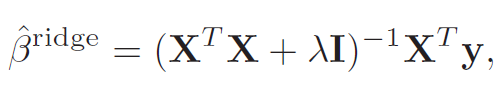 β̂^ridge = (X^T X + λI)^−1 X^T y,